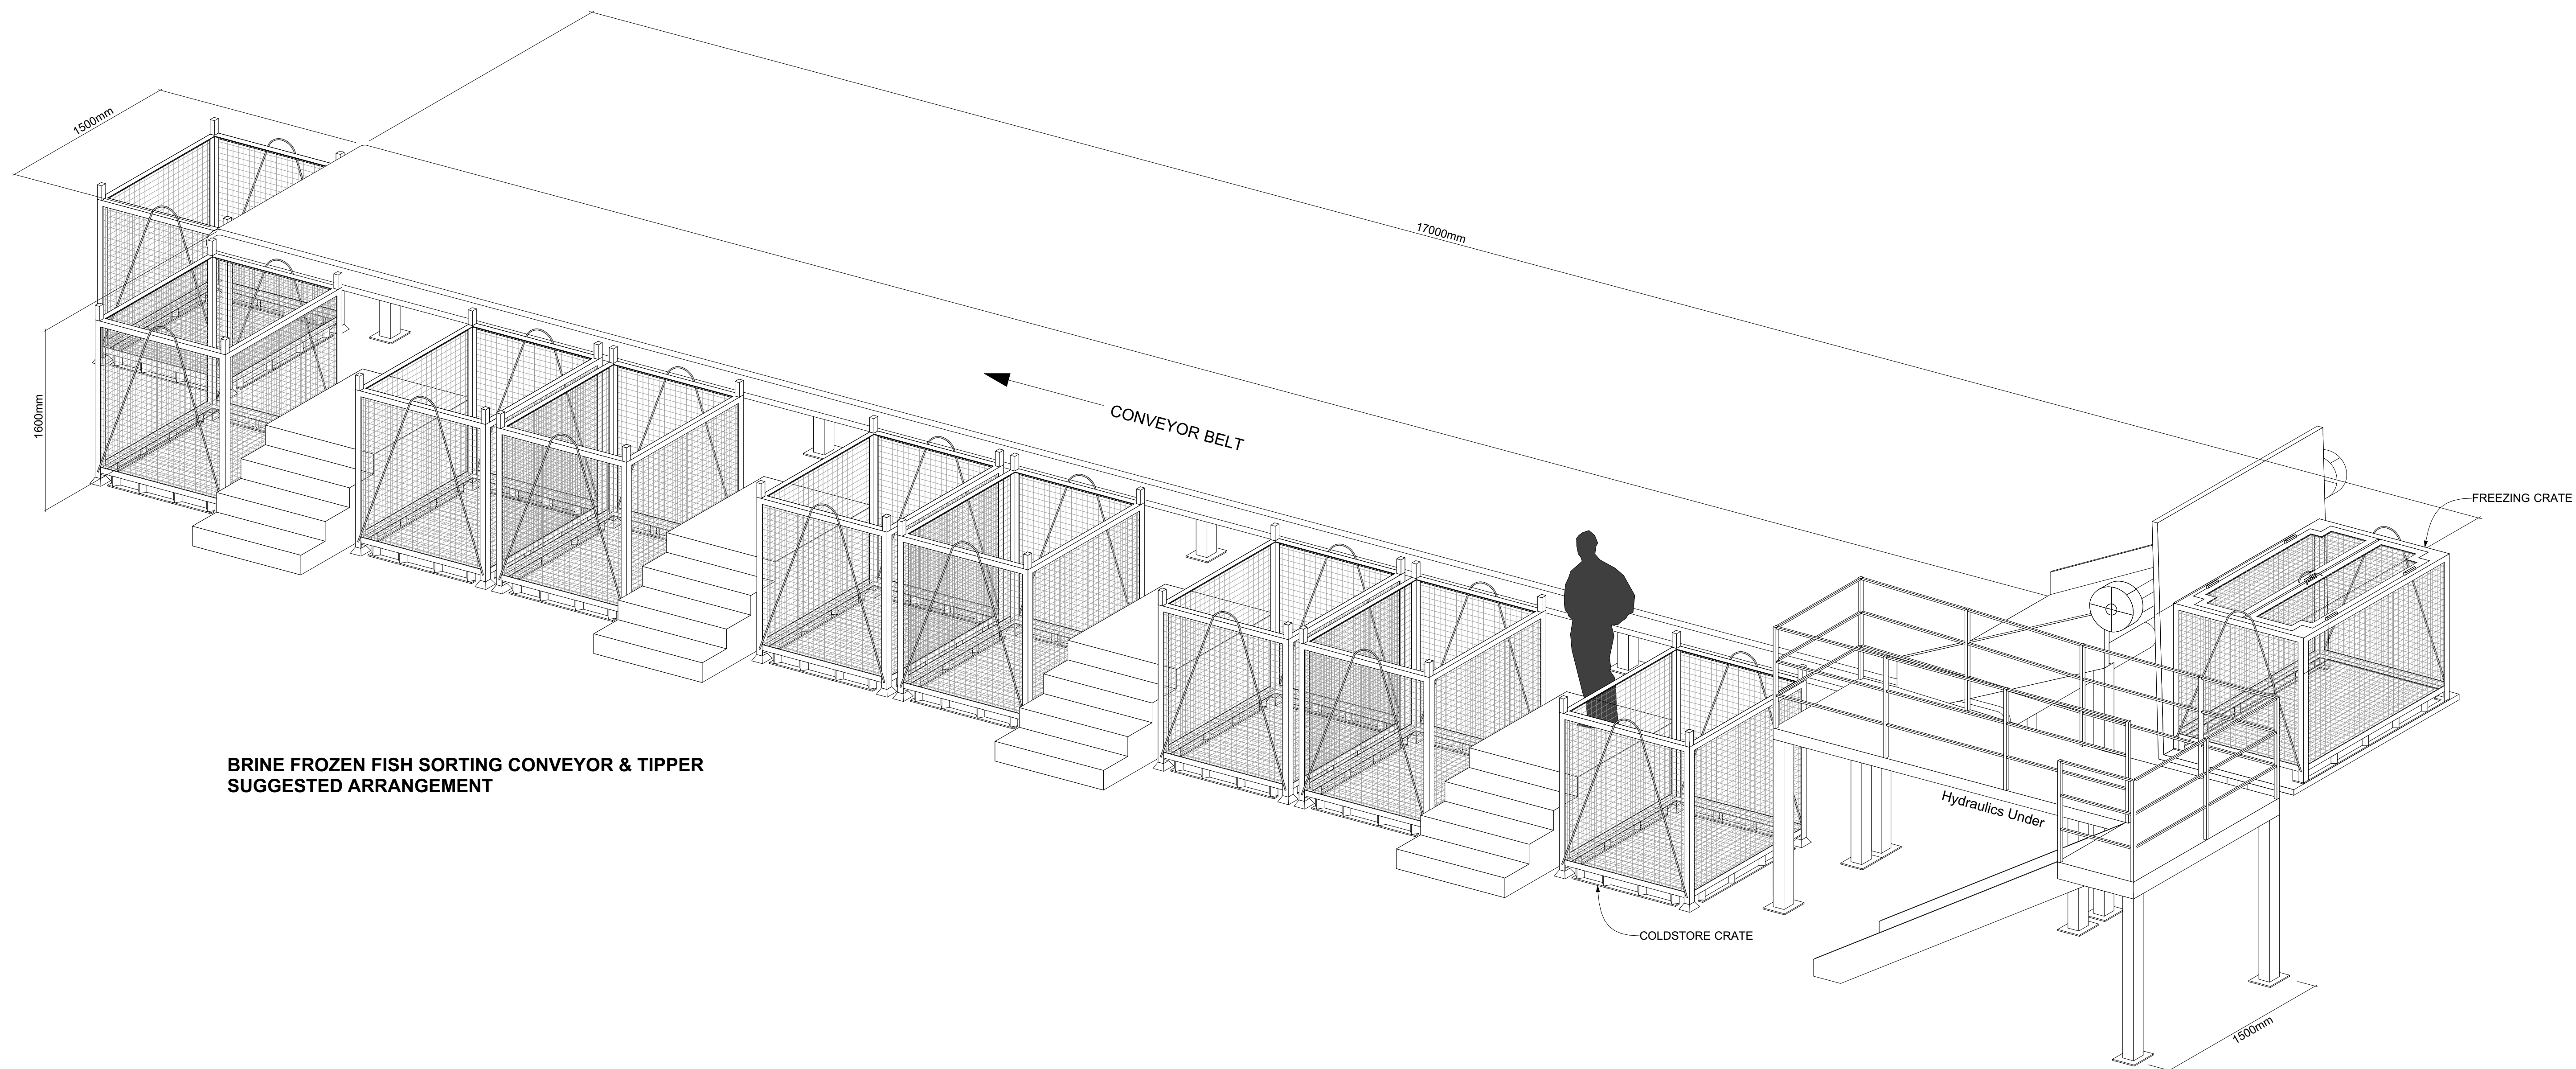 1500mm
17000mm
1600mm
CONVEYOR BELT
FREEZING CRATE
BRINE FROZEN FISH SORTING CONVEYOR & TIPPER
SUGGESTED ARRANGEMENT
Hydraulics Under
COLDSTORE CRATE
1500mm